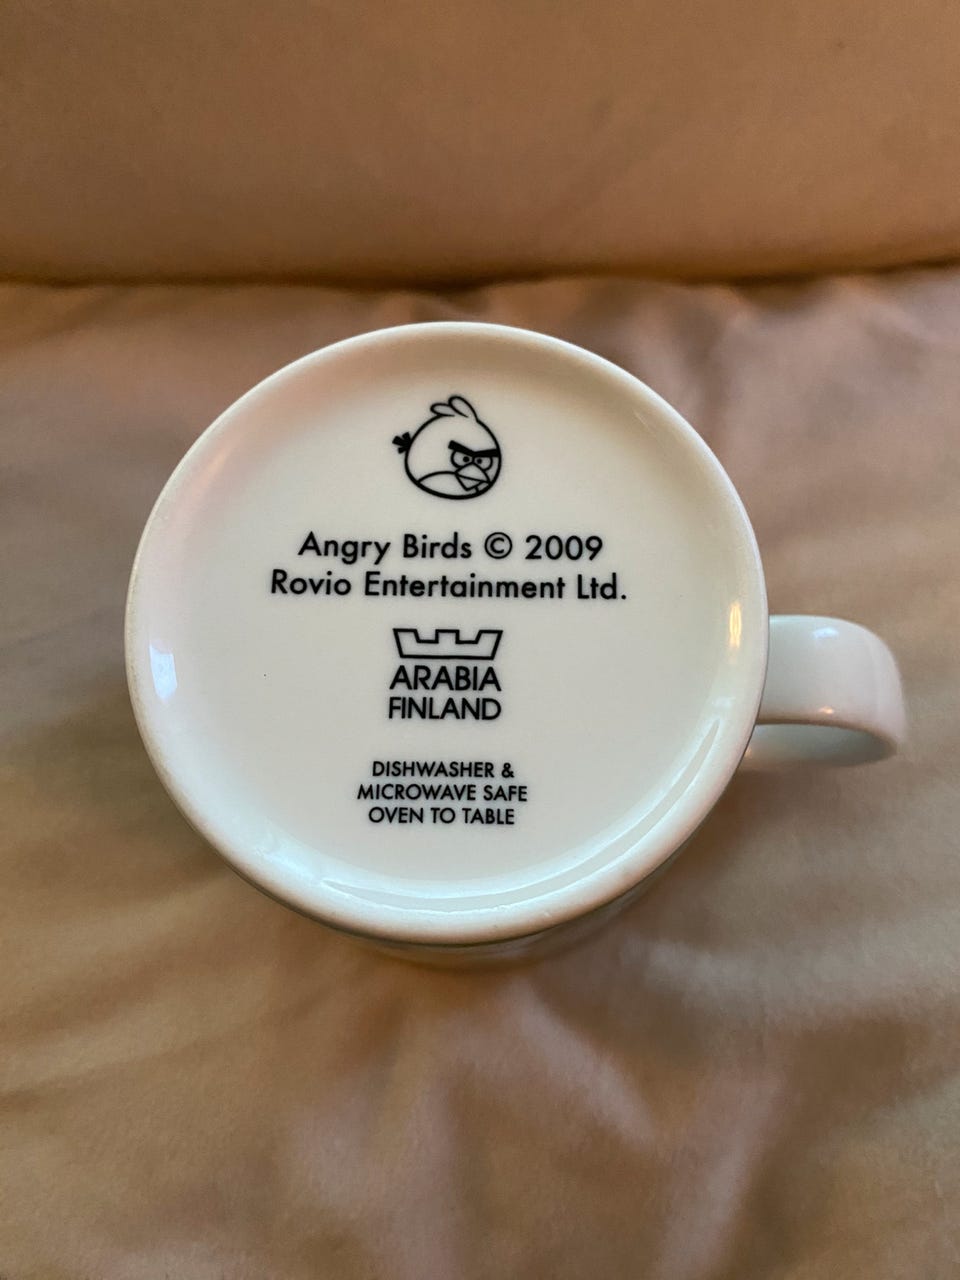 Angry Birds © 2009
Rovio Entertainment Ltd.
ARABIA
FINLAND
DISHWASHER &
MICROWAVE SAFE
OVEN TO TABLE